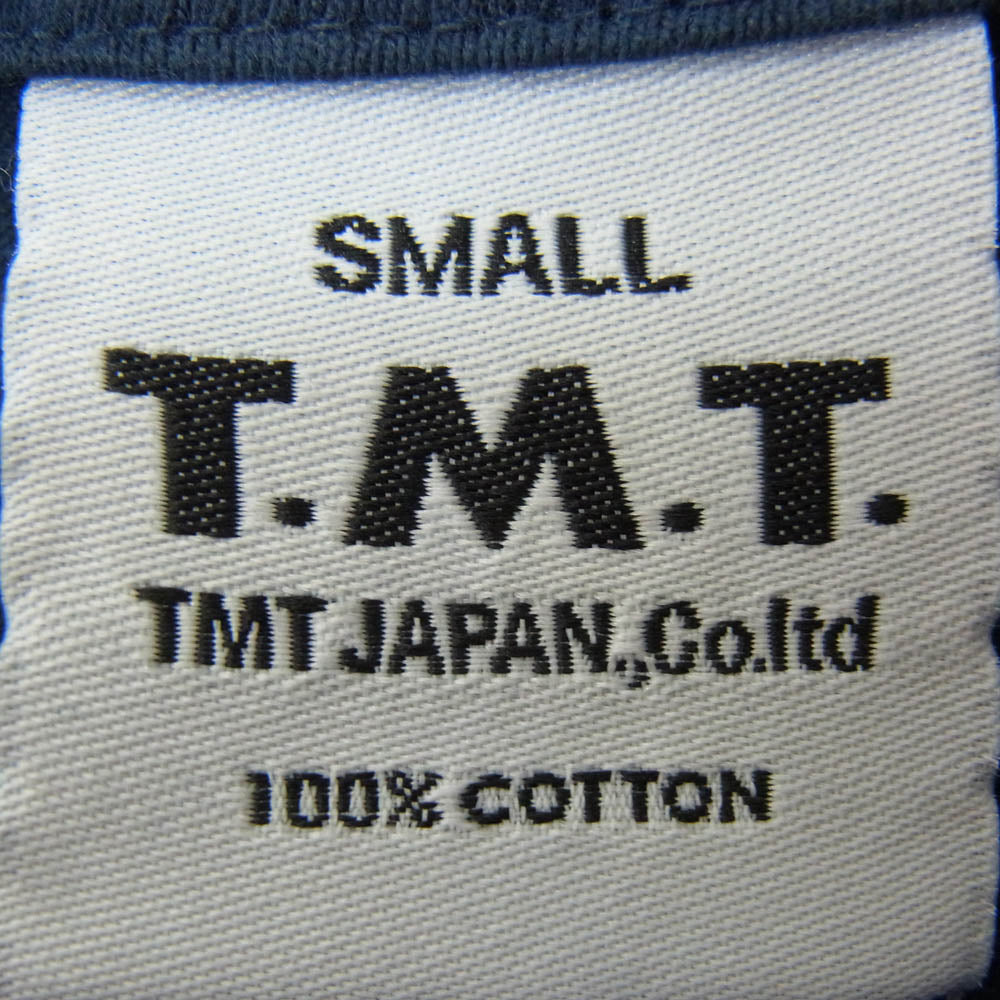 SMALL
T.M.T.
TMT JAPAN.,Co.ltd
100% COTTON